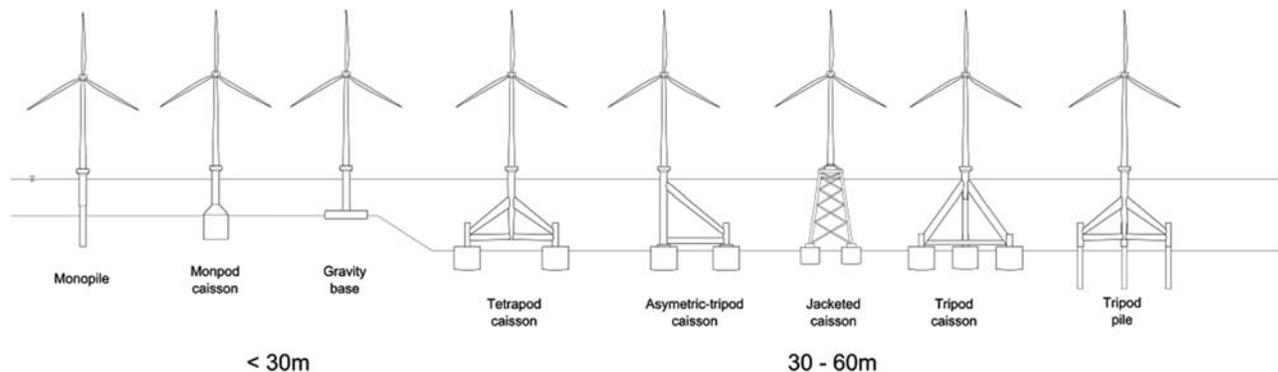 Monopile
Monpod
caisson
Gravity
base
Tetrapod
caisson
Asymetric-tripod
caisson
Jacketed
caisson
Tripod
caisson
Tripod
pile
< 30m
30 - 60m